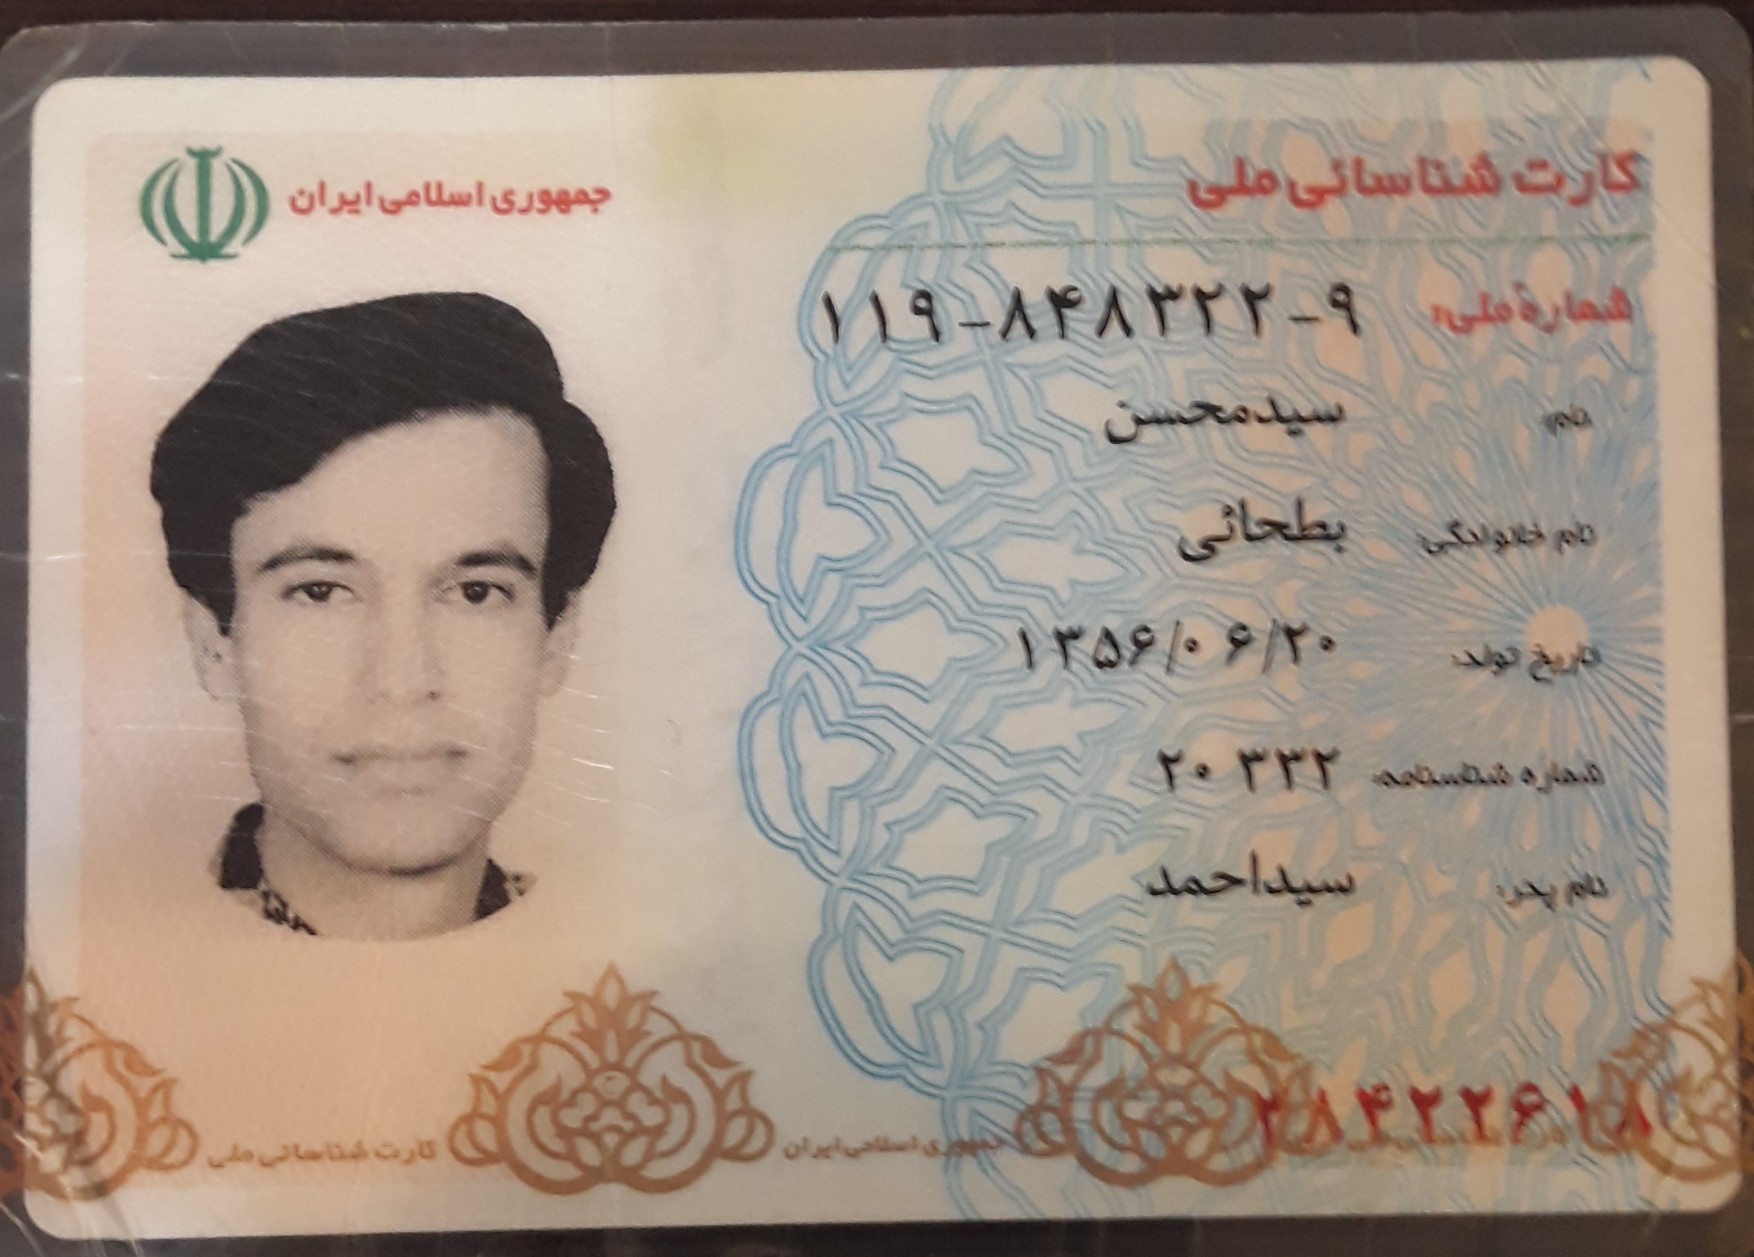 کارت شناسائی ملی
جمهوری اسلامی ایران
شمارهٔ ملی: ۱۱۹-۸۴۸۳۲۲-۹
نام: سیدمحسن
نام خانوادگی: بطحائی
تاریخ تولد: ۱۳۵۶/۰۶/۲۰
شماره شناسنامه: ۲۰۳۳۲
نام پدر: سیداحمد
۲۸۴۲۲۶۱۸
جمهوری اسلامی ایران کارت شناسائی ملی